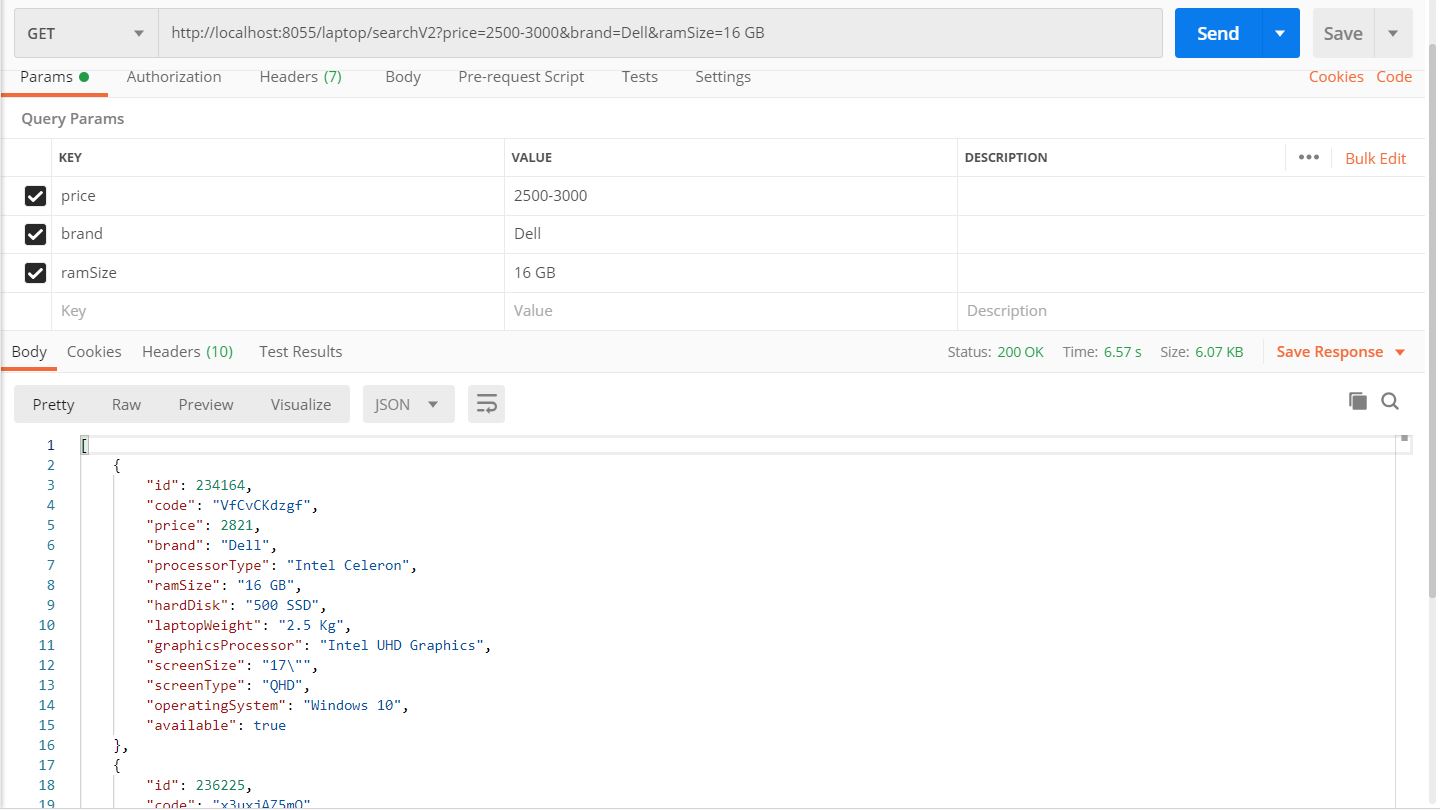 GET http://localhost:8055/laptop/searchV2?price=2500-3000&brand=Dell&ramSize=16 GB Send Save
Params Authorization Headers (7) Body Pre-request Script Tests Settings Cookies Code
Query Params
KEY VALUE DESCRIPTION ••• Bulk Edit
price 2500-3000
brand Dell
ramSize 16 GB
Key Value Description
Body Cookies Headers (10) Test Results Status: 200 OK Time: 6.57 s Size: 6.07 KB Save Response
Pretty Raw Preview Visualize JSON
1 [
2 {
3 "id": 234164,
4 "code": "VfCvCKdzgf",
5 "price": 2821,
6 "brand": "Dell",
7 "processorType": "Intel Celeron",
8 "ramSize": "16 GB",
9 "hardDisk": "500 SSD",
10 "laptopWeight": "2.5 Kg",
11 "graphicsProcessor": "Intel UHD Graphics",
12 "screenSize": "17\"",
13 "screenType": "QHD",
14 "operatingSystem": "Windows 10",
15 "available": true
16 },
17 {
18 "id": 236225,
19 "code":